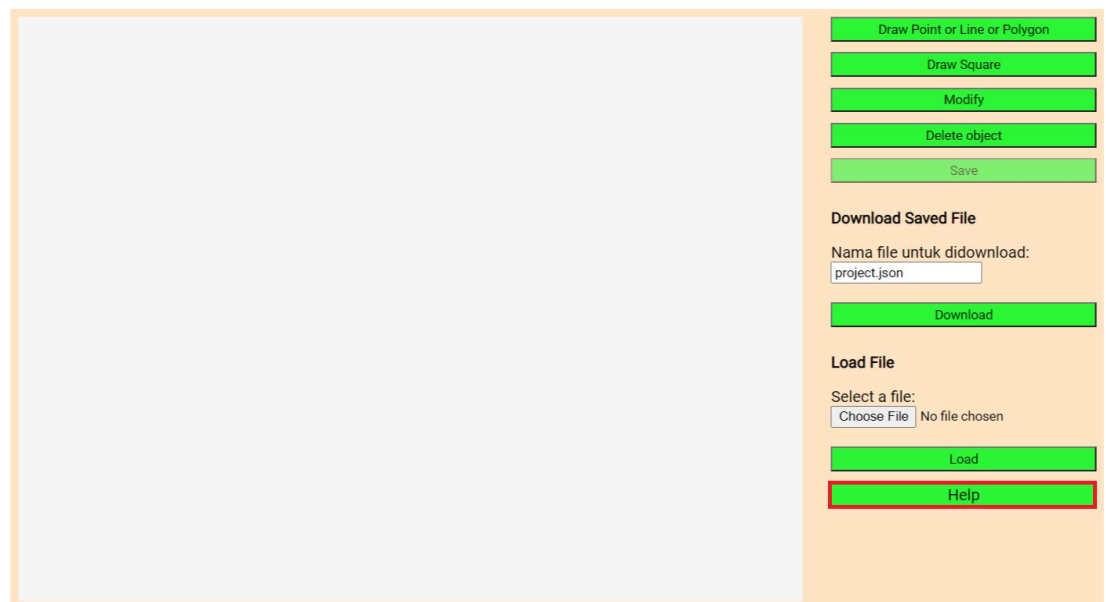 Draw Point or Line or Polygon
Draw Square
Modify
Delete object
Save
Download Saved File
Nama file untuk didownload:
project.json
Download
Load File
Select a file:
Choose File No file chosen
Load
Help